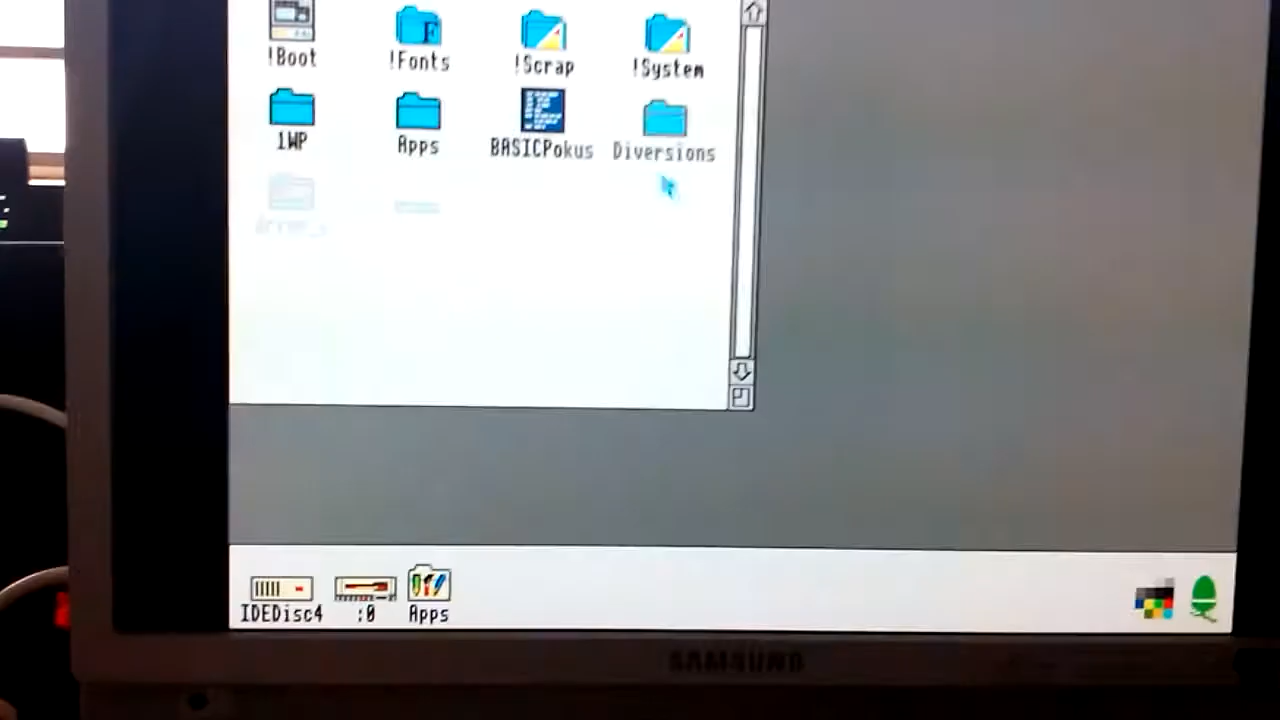 !Boot !Fonts !Scrap !System
1WP Apps BASICPokus Diversions
IDEDisc4 :0 Apps
SAMSUNG